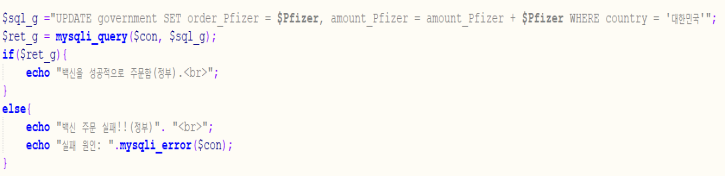 $sql_g ="UPDATE government SET order_Pfizer = $Pfizer, amount_Pfizer = amount_Pfizer + $Pfizer WHERE country = '대한민국'";
$ret_g = mysqli_query($con, $sql_g);
if($ret_g){
echo "백신을 성공적으로 주문함(정부).<br>";
}
else{
echo "백신 주문 실패!!(정부)". "<br>";
echo "실패 원인: ".mysqli_error($con);
}